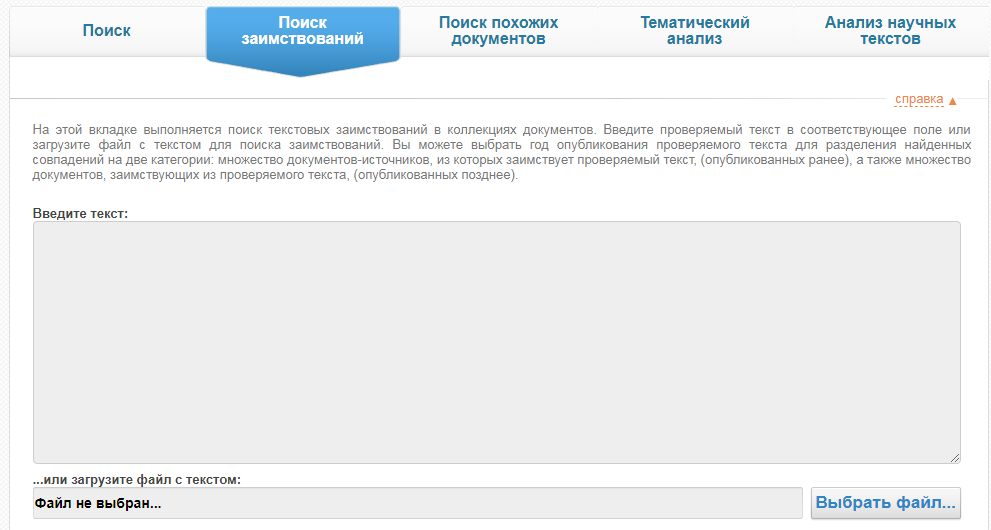 Поиск
Поиск
заимствований
Поиск похожих
документов
Тематический
анализ
Анализ научных
текстов
справка ▲
На этой вкладке выполняется поиск текстовых заимствований в коллекциях документов. Введите проверяемый текст в соответствующее поле или
загрузите файл с текстом для поиска заимствований. Вы можете выбрать год опубликования проверяемого текста для разделения найденных
совпадений на две категории: множество документов-источников, из которых заимствует проверяемый текст, (опубликованных ранее), а также множество
документов, заимствующих из проверяемого текста, (опубликованных позднее).
Введите текст:
...или загрузите файл с текстом:
Файл не выбран...
Выбрать файл...